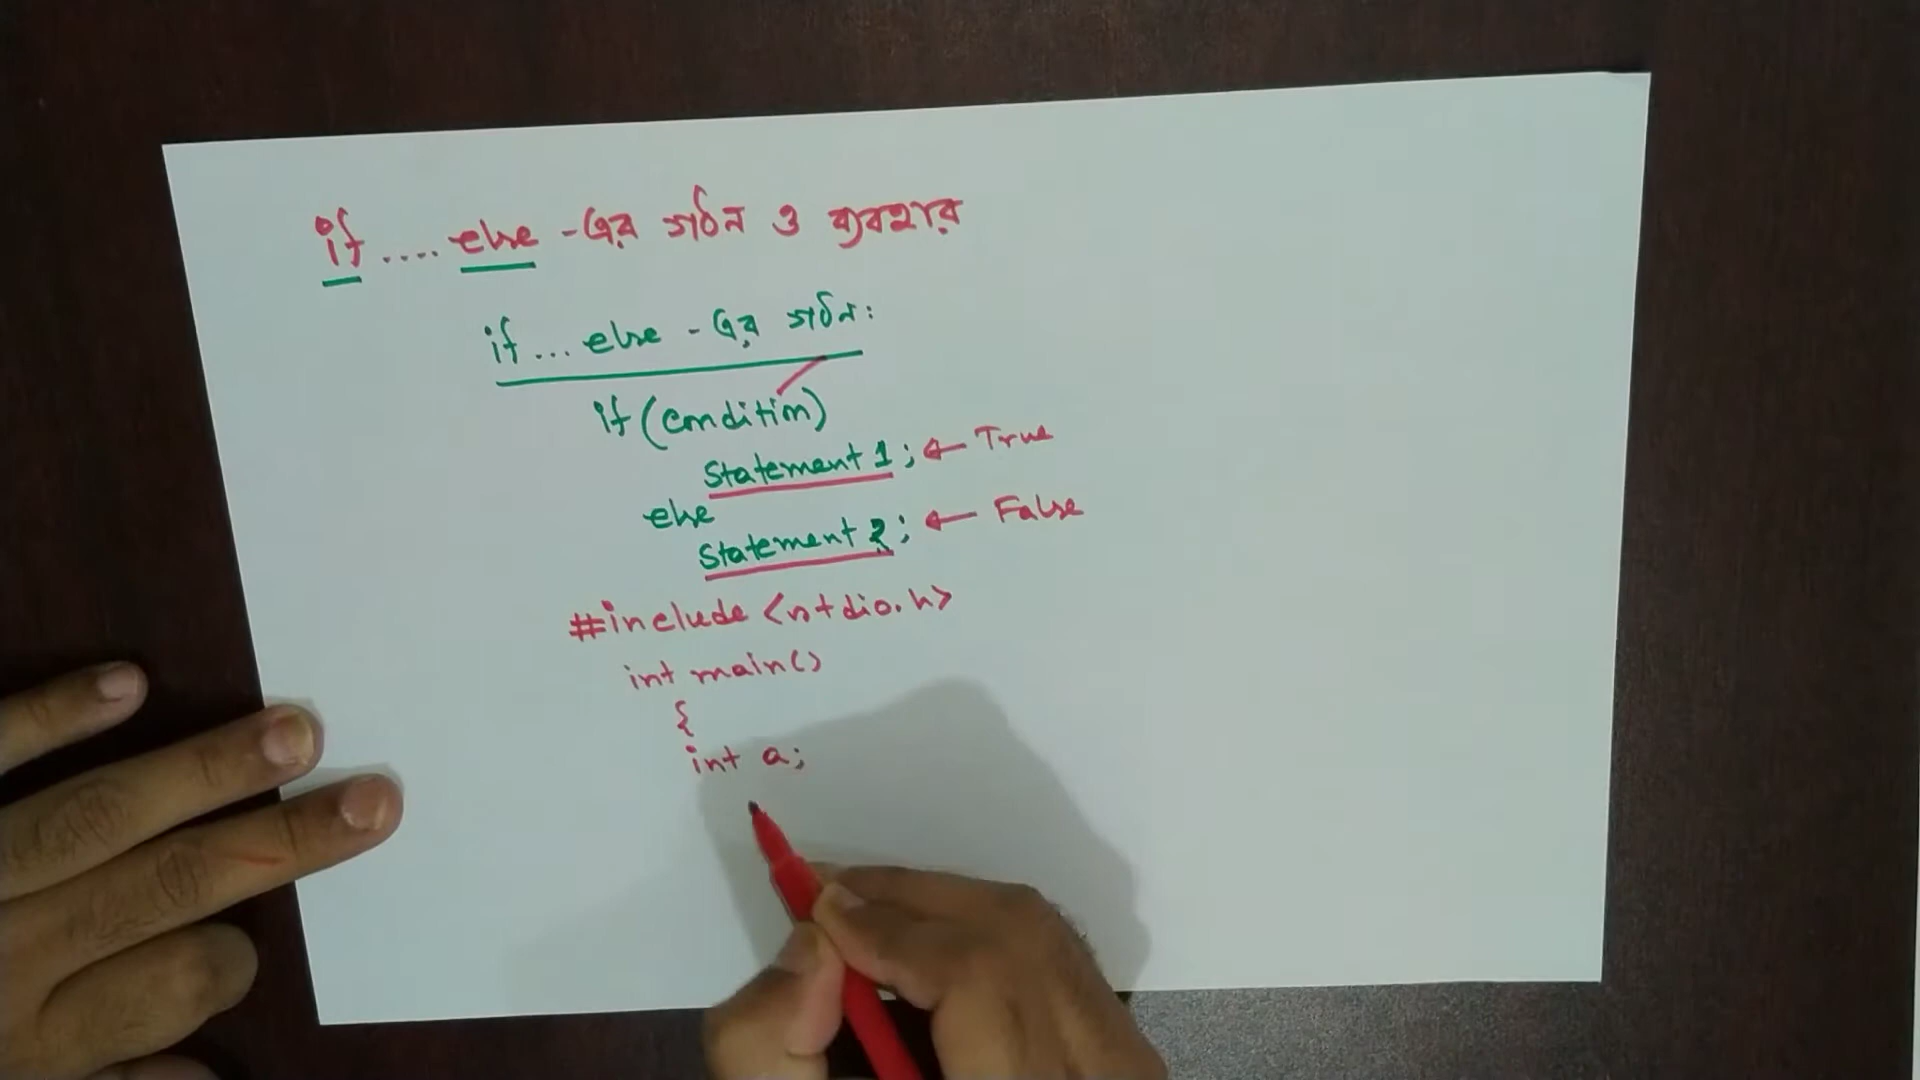 if .... else -এর গঠন ও ব্যবহার
if ... else - এর গঠন:
if (condition)
Statement 1; ← True
else
Statement 2; ← False
#include <stdio.h>
int main()
{
int a;